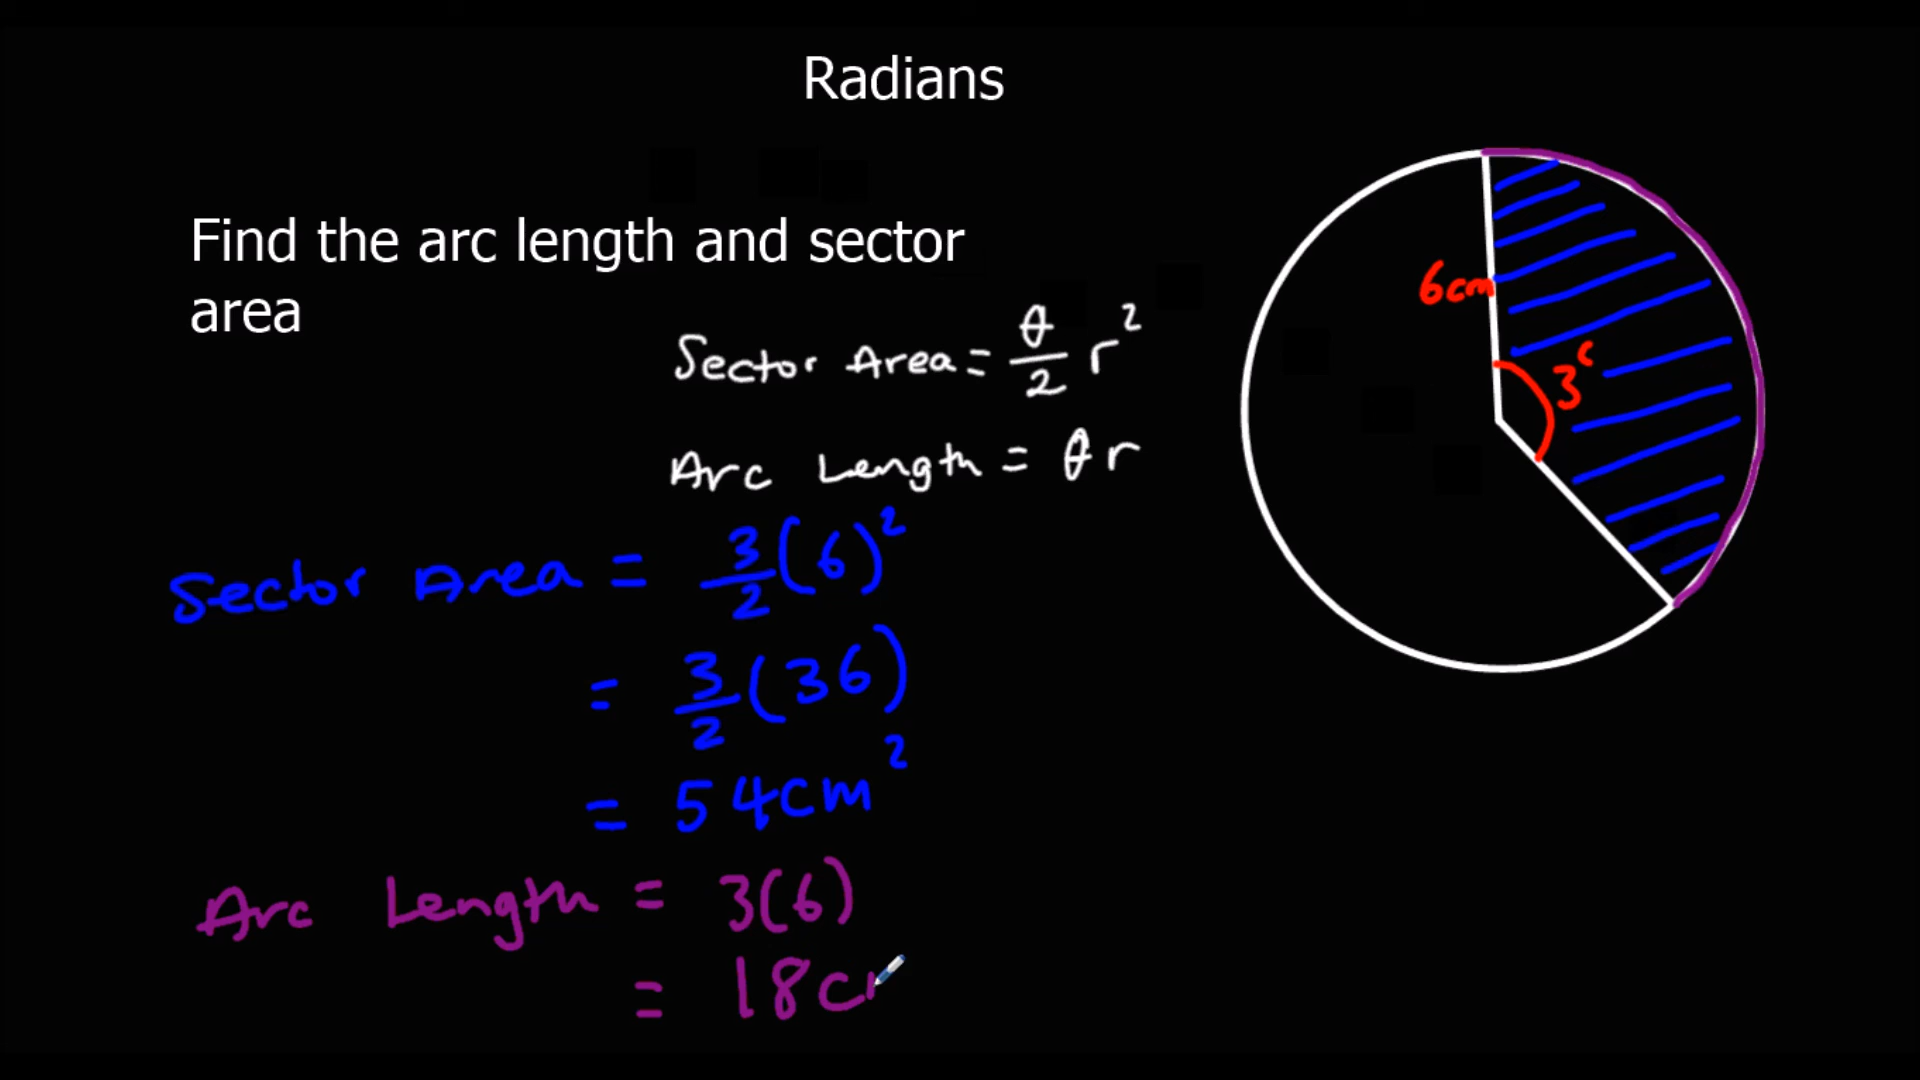 Radians
Find the arc length and sector
area
Sector Area = θ/2 r²
Arc Length = θr
6cm
3ᶜ
Sector Area = 3/2 (6)²
= 3/2 (36)
= 54cm²
Arc Length = 3(6)
= 18c